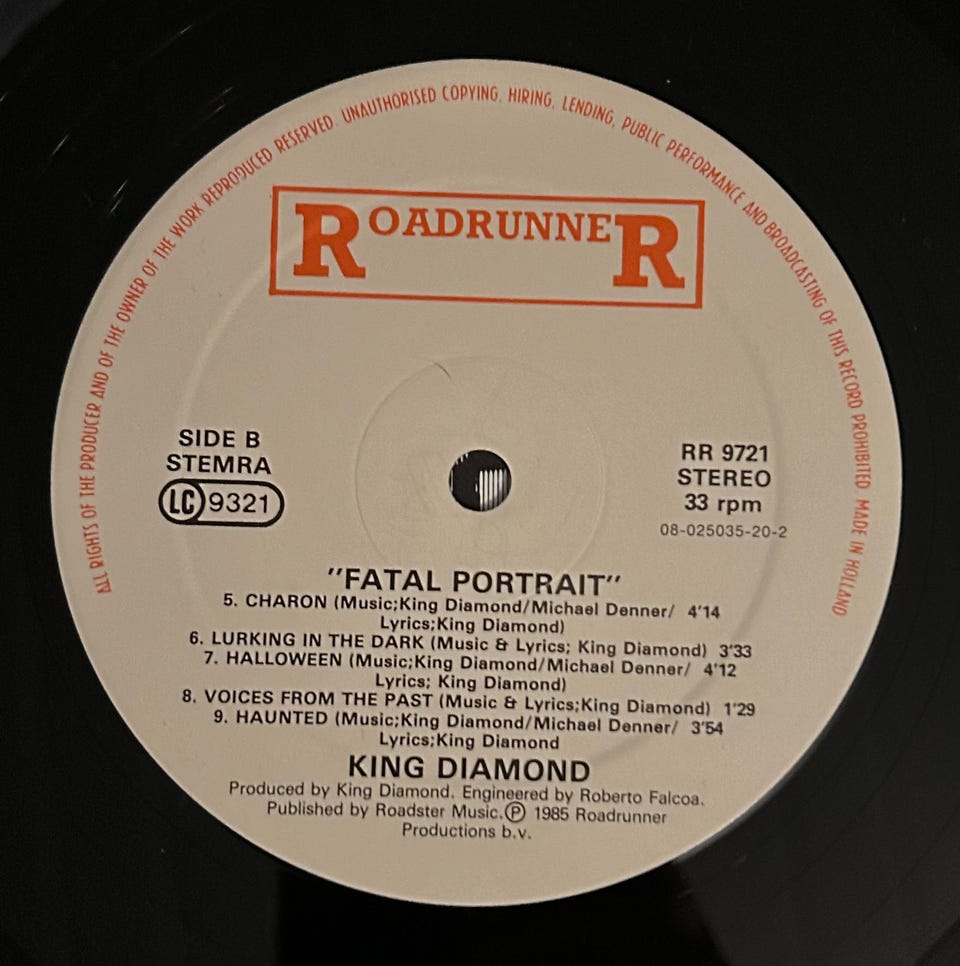 ALL RIGHTS OF THE PRODUCER AND OF THE OWNER OF THE WORK REPRODUCED RESERVED. UNAUTHORISED COPYING, HIRING, LENDING, PUBLIC PERFORMANCE AND BROADCASTING OF THIS RECORD PROHIBITED. MADE IN HOLLAND
ROADRUNNER
SIDE B
STEMRA
LC 9321
RR 9721
STEREO
33 rpm
08-025035-20-2
"FATAL PORTRAIT"
5. CHARON (Music;King Diamond/Michael Denner/ 4'14
Lyrics;King Diamond)
6. LURKING IN THE DARK (Music & Lyrics; King Diamond) 3'33
7. HALLOWEEN (Music;King Diamond/Michael Denner/ 4'12
Lyrics; King Diamond)
8. VOICES FROM THE PAST (Music & Lyrics;King Diamond) 1'29
9. HAUNTED (Music;King Diamond/Michael Denner/ 3'54
Lyrics;King Diamond
KING DIAMOND
Produced by King Diamond. Engineered by Roberto Falcoa.
Published by Roadster Music.Ⓟ 1985 Roadrunner
Productions b.v.